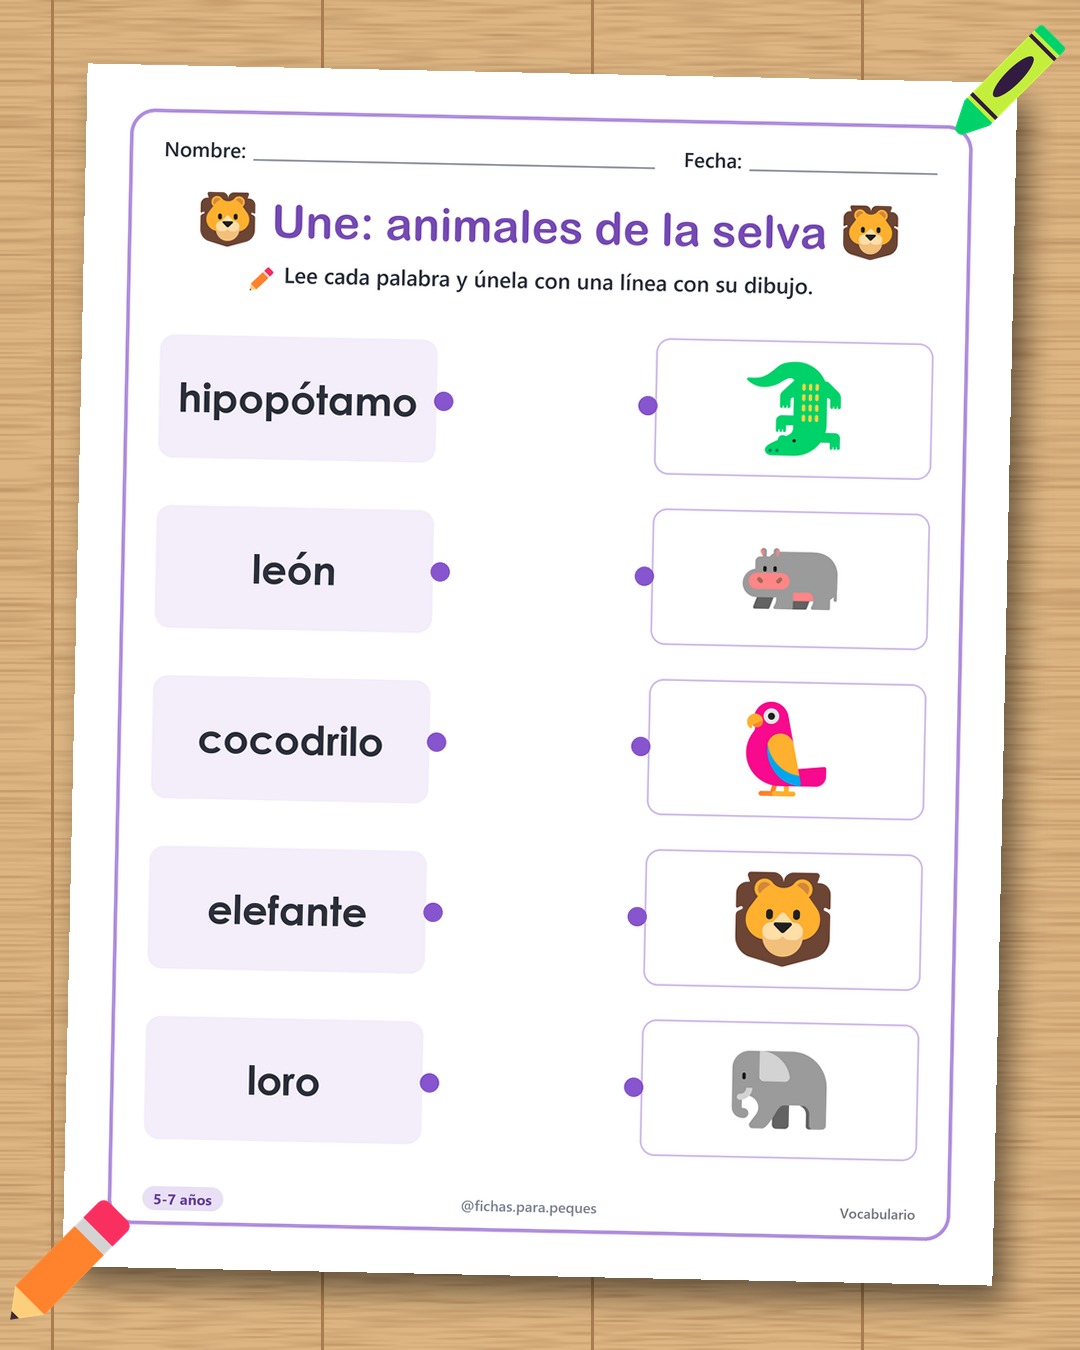 Nombre: Fecha:
Une: animales de la selva
Lee cada palabra y únela con una línea con su dibujo.
hipopótamo
león
cocodrilo
elefante
loro
5-7 años
@fichas.para.peques
Vocabulario